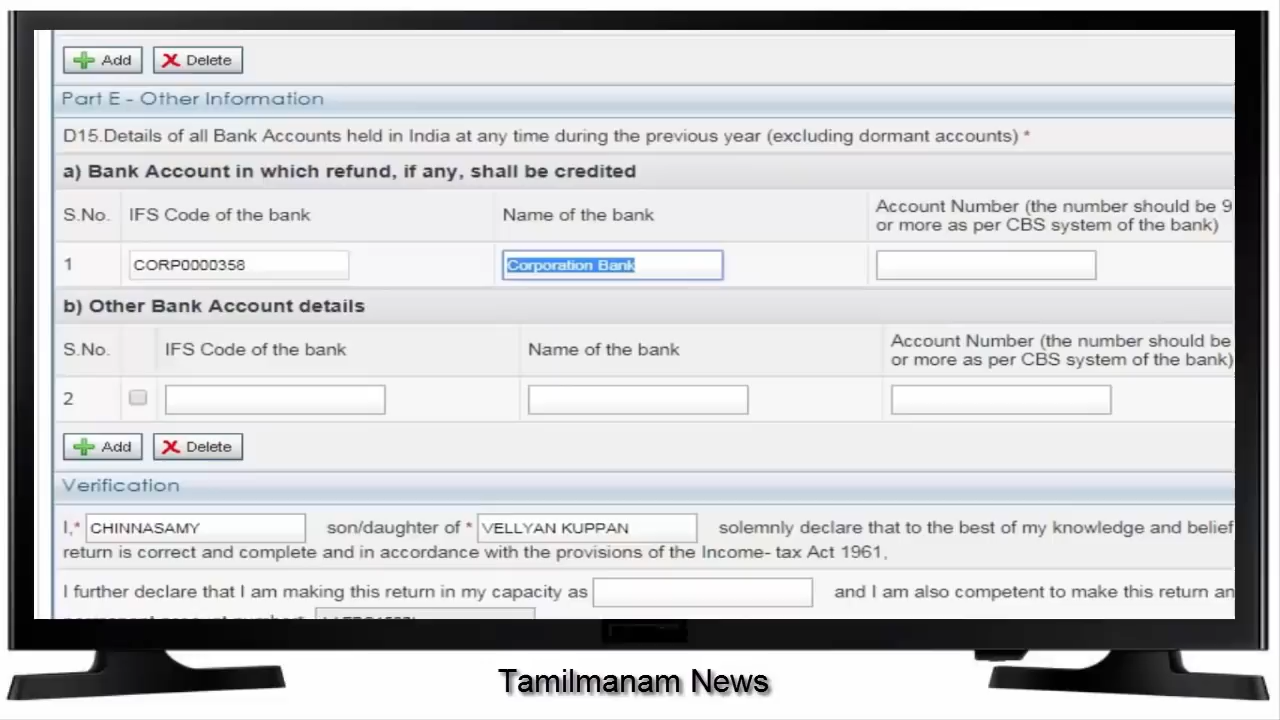 Add Delete
Part E - Other Information
D15.Details of all Bank Accounts held in India at any time during the previous year (excluding dormant accounts) *
a) Bank Account in which refund, if any, shall be credited
S.No. IFS Code of the bank Name of the bank Account Number (the number should be 9
or more as per CBS system of the bank)
1 CORP0000358 Corporation Bank
b) Other Bank Account details
S.No. IFS Code of the bank Name of the bank Account Number (the number should be
or more as per CBS system of the bank)
2
Add Delete
Verification
I,* CHINNASAMY son/daughter of * VELLYAN KUPPAN solemnly declare that to the best of my knowledge and belief
return is correct and complete and in accordance with the provisions of the Income- tax Act 1961.
I further declare that I am making this return in my capacity as and I am also competent to make this return an
Tamilmanam News